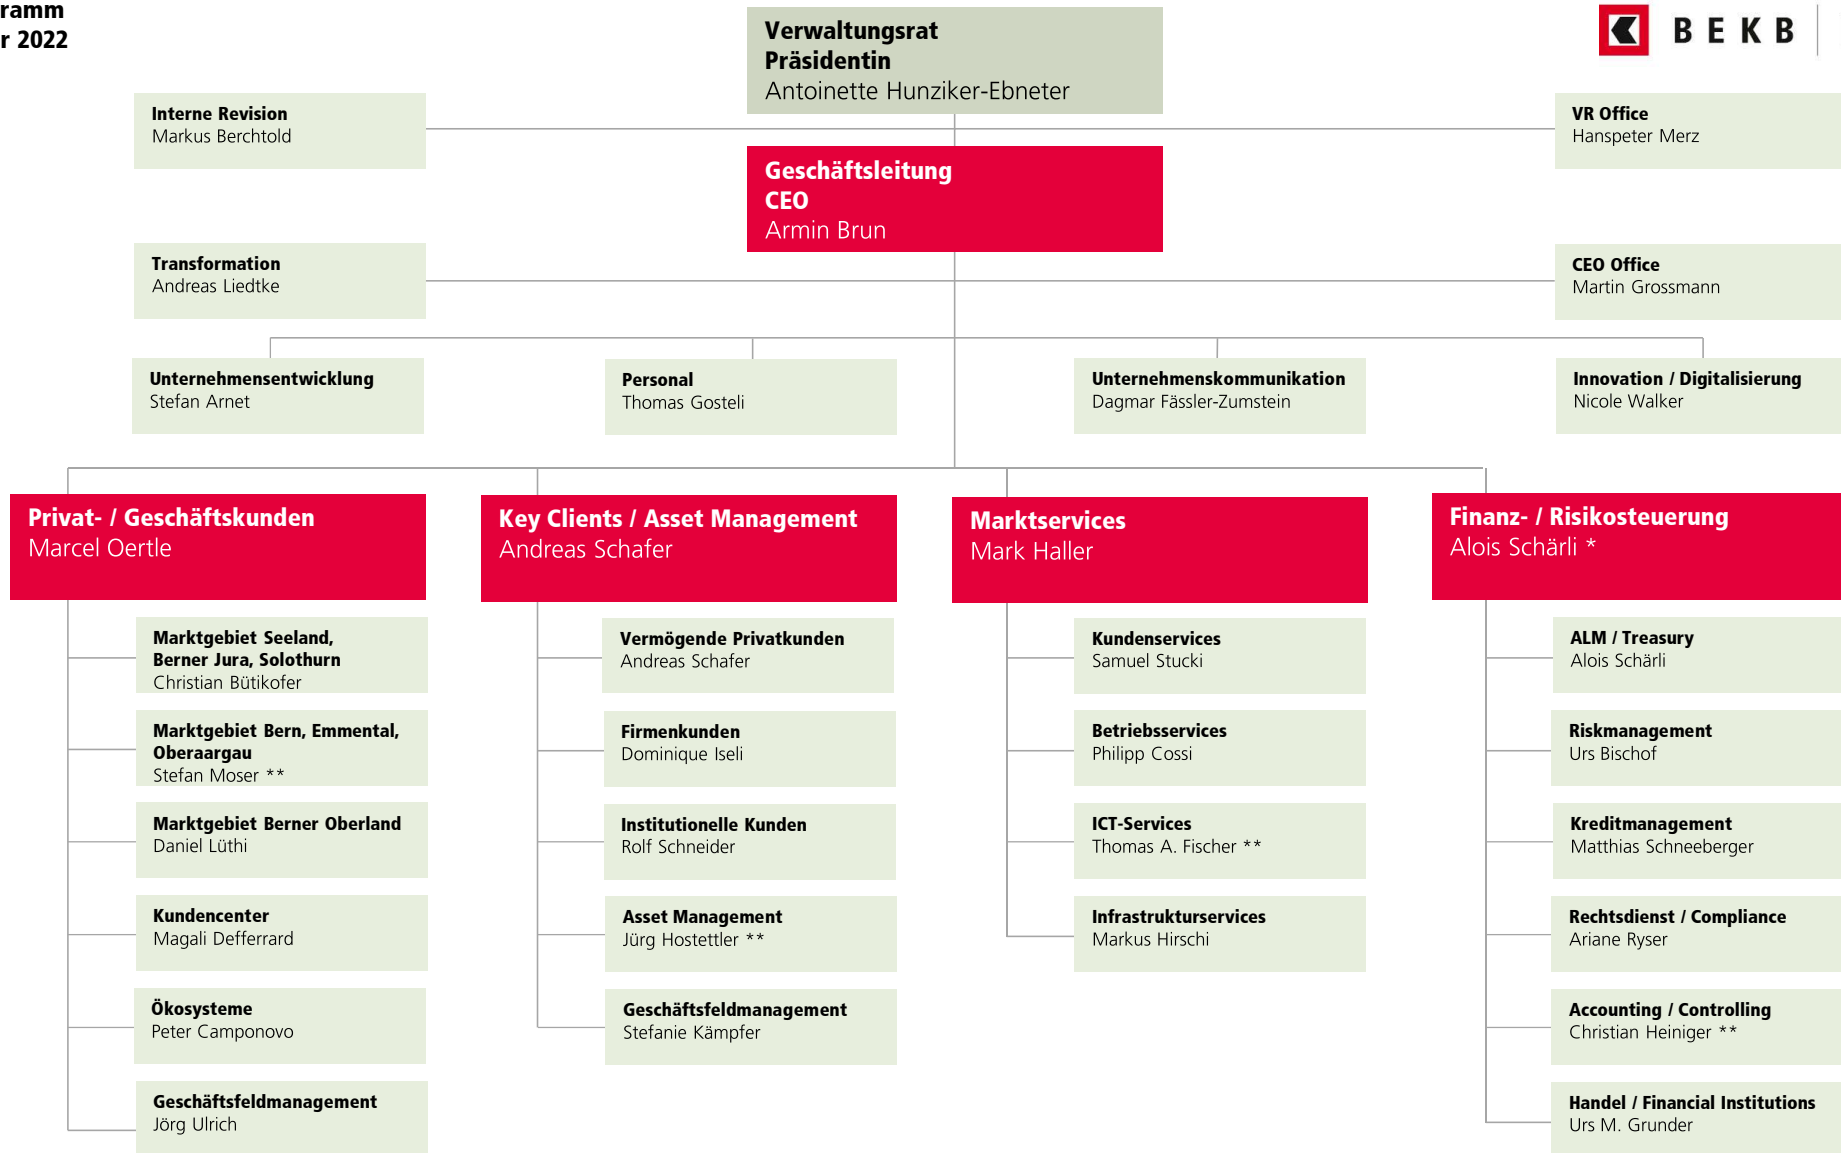 r 2022
BEKB
Verwaltungsrat
Präsidentin
Antoinette Hunziker-Ebneter
Interne Revision
Markus Berchtold
VR Office
Hanspeter Merz
Geschäftsleitung
CEO
Armin Brun
Transformation
Andreas Liedtke
CEO Office
Martin Grossmann
Unternehmensentwicklung
Stefan Arnet
Personal
Thomas Gosteli
Unternehmenskommunikation
Dagmar Fässler-Zumstein
Innovation / Digitalisierung
Nicole Walker
Privat- / Geschäftskunden
Marcel Oertle
Marktgebiet Seeland,
Berner Jura, Solothurn
Christian Bütikofer
Marktgebiet Bern, Emmental,
Oberaargau
Stefan Moser **
Marktgebiet Berner Oberland
Daniel Lüthi
Kundencenter
Magali Defferrard
Ökosysteme
Peter Camponovo
Geschäftsfeldmanagement
Jörg Ulrich
Key Clients / Asset Management
Andreas Schafer
Vermögende Privatkunden
Andreas Schafer
Firmenkunden
Dominique Iseli
Institutionelle Kunden
Rolf Schneider
Asset Management
Jürg Hostettler **
Geschäftsfeldmanagement
Stefanie Kämpfer
Marktservices
Mark Haller
Kundenservices
Samuel Stucki
Betriebsservices
Philipp Cossi
ICT-Services
Thomas A. Fischer **
Infrastrukturservices
Markus Hirschi
Finanz- / Risikosteuerung
Alois Schärli *
ALM / Treasury
Alois Schärli
Riskmanagement
Urs Bischof
Kreditmanagement
Matthias Schneeberger
Rechtsdienst / Compliance
Ariane Ryser
Accounting / Controlling
Christian Heiniger **
Handel / Financial Institutions
Urs M. Grunder